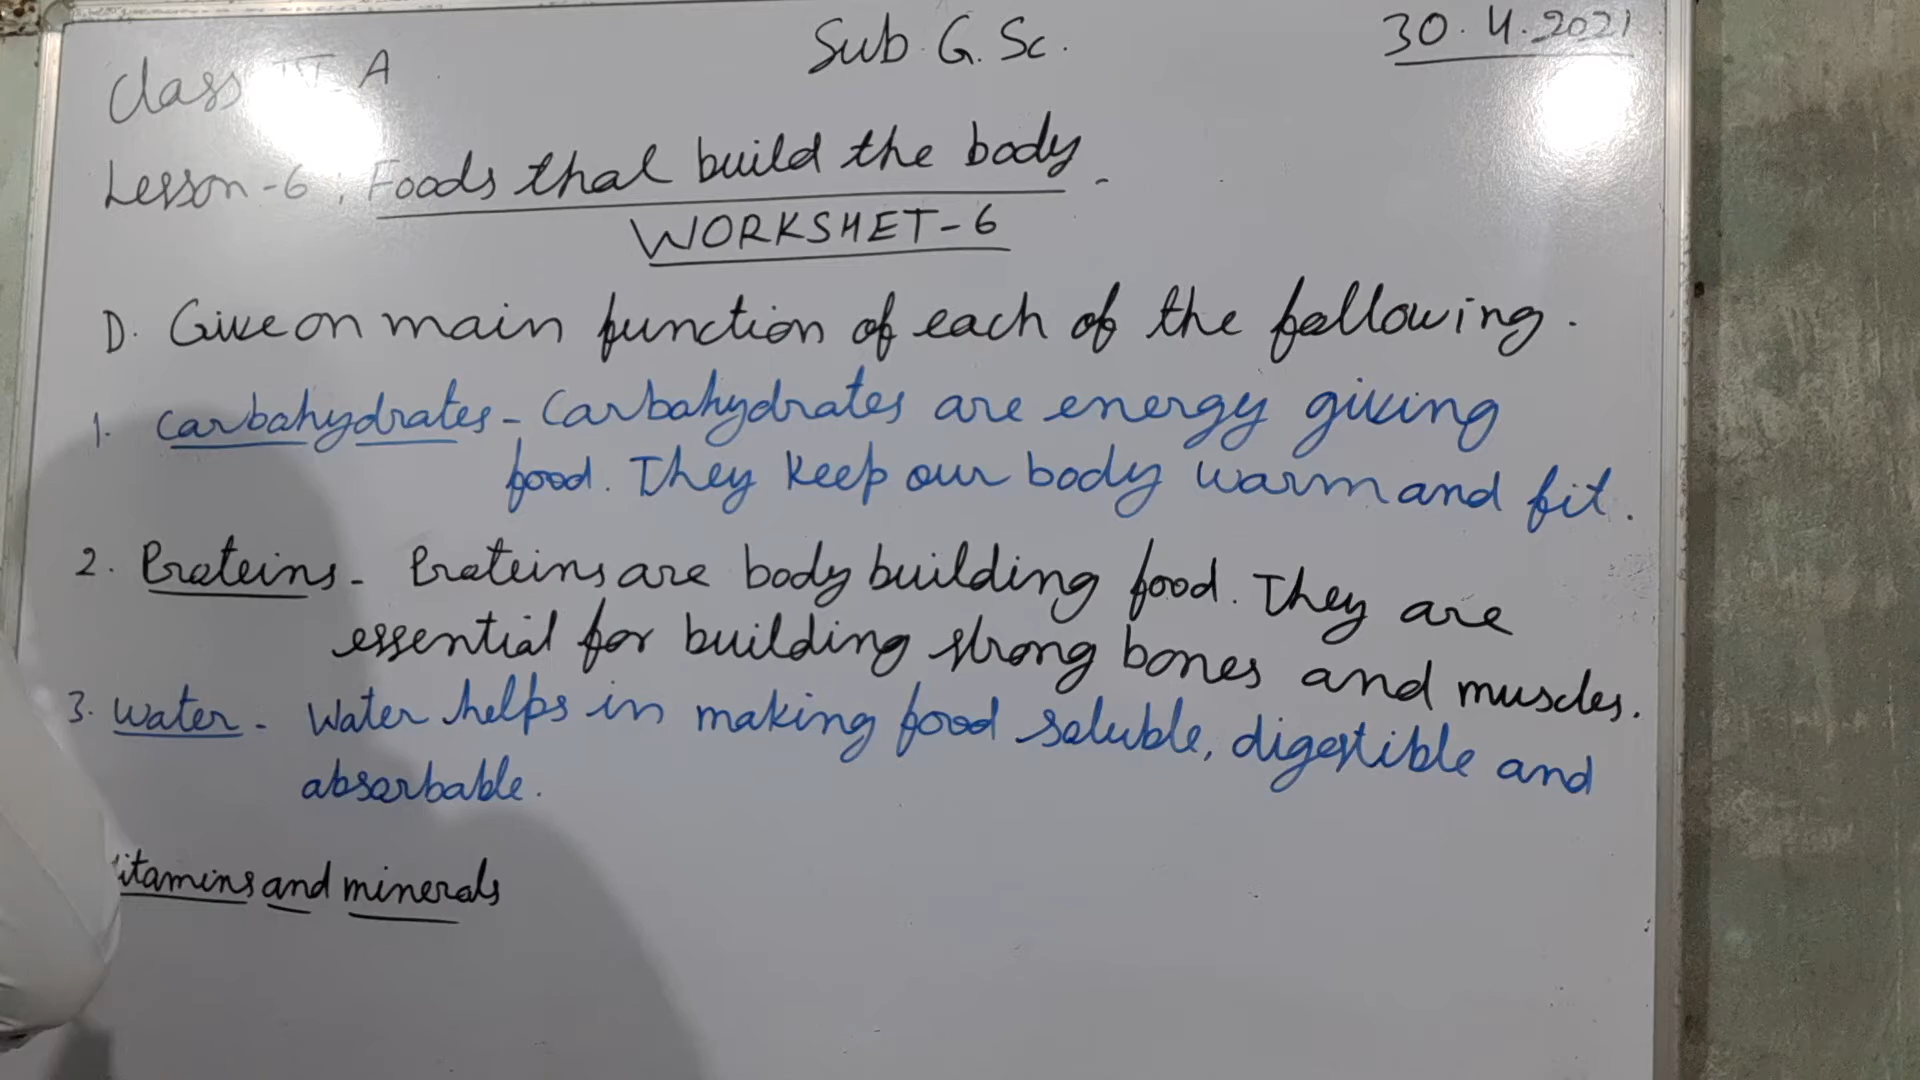 Class III A
Sub G. Sc.
30.4.2021
Lesson-6: Foods that build the body.
WORKSHET-6
D. Give on main function of each of the following.
1. Carbohydrates - Carbohydrates are energy giving
food. They keep our body warm and fit.
2. Proteins - Proteins are body building food. They are
essential for building strong bones and muscles.
3. Water - Water helps in making food soluble, digestible and
absorbable.
itamins and minerals